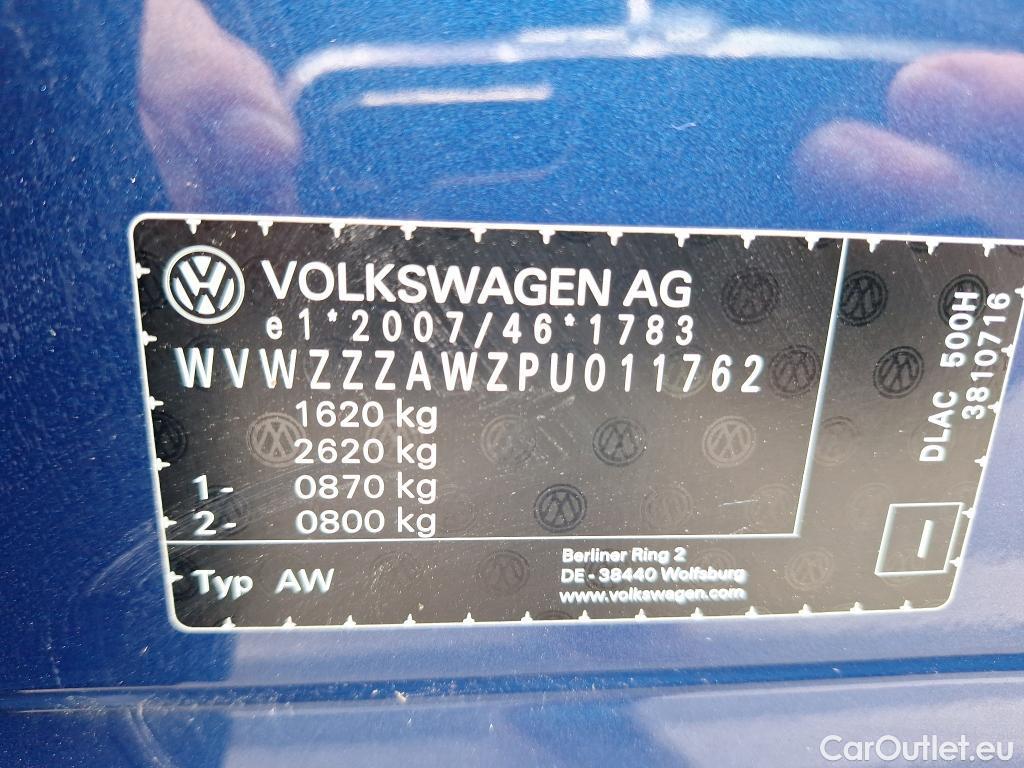 VOLKSWAGEN AG
e1*2007/46*1783
WVWZZZAWZPU011762
1620 kg
2620 kg
1- 0870 kg
2- 0800 kg
Typ AW
Berliner Ring 2
DE - 38440 Wolfsburg
www.volkswagen.com
DLAC 500H
3810716
I
CarOutlet.eu